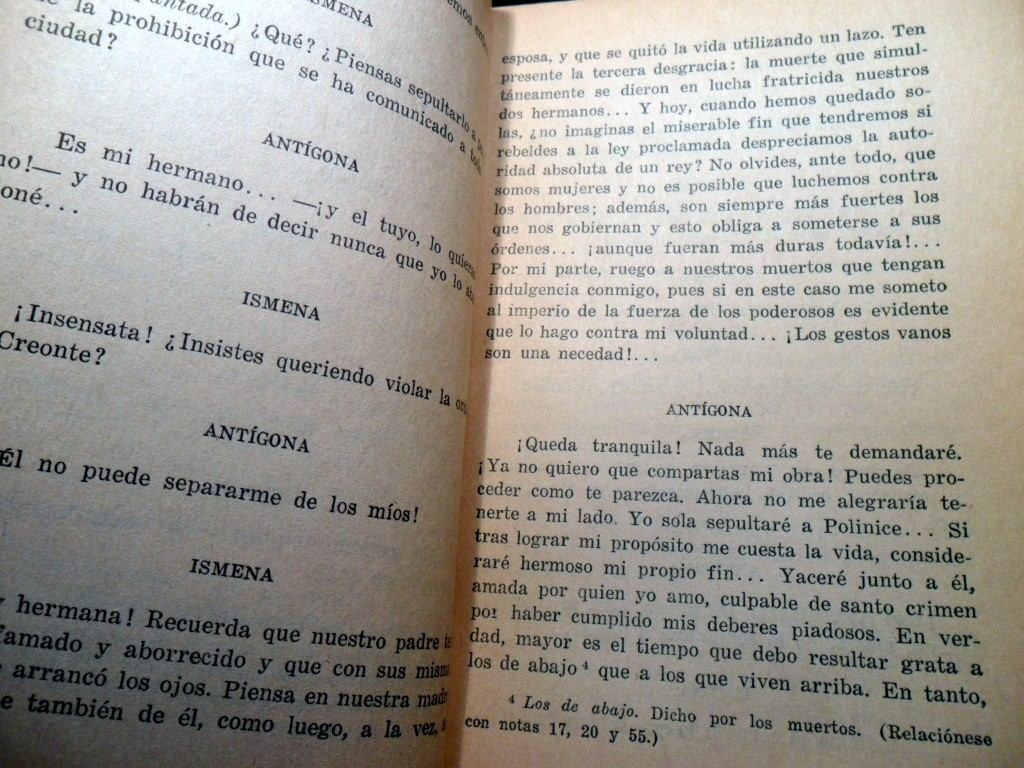 ISMENA
¿Qué? ¿Piensas sepultarlo a
la prohibición que se ha comunicado a
ciudad?
ANTÍGONA
Es mi hermano... —¡y el tuyo, lo
y no habrán de decir nunca que yo lo
ISMENA
¡Insensata! ¿Insistes queriendo violar la
Creonte?
ANTÍGONA
Él no puede separarme de los míos!
ISMENA
hermana! Recuerda que nuestro padre
y aborrecido y que con sus
arrancó los ojos. Piensa en nuestra
también de él, como luego, a la vez,
esposa, y que se quitó la vida utilizando un lazo. Ten
presente la tercera desgracia: la muerte que simul-
táneamente se dieron en lucha fratricida nuestros
dos hermanos... Y hoy, cuando hemos quedado so-
las, ¿no imaginas el miserable fin que tendremos si
rebeldes a la ley proclamada despreciamos la auto-
ridad absoluta de un rey? No olvides, ante todo, que
somos mujeres y no es posible que luchemos contra
los hombres; además, son siempre más fuertes los
que nos gobiernan y esto obliga a someterse a sus
órdenes... ¡aunque fueran más duras todavía!...
Por mi parte, ruego a nuestros muertos que tengan
indulgencia conmigo, pues si en este caso me someto
al imperio de la fuerza de los poderosos es evidente
que lo hago contra mi voluntad... ¡Los gestos vanos
son una necedad!...
ANTÍGONA
¡Queda tranquila! Nada más te demandaré.
¡Ya no quiero que compartas mi obra! Puedes pro-
ceder como te parezca. Ahora no me alegraría te-
nerte a mi lado. Yo sola sepultaré a Polinice... Si
tras lograr mi propósito me cuesta la vida, conside-
raré hermoso mi propio fin... Yaceré junto a él,
amada por quien yo amo, culpable de santo crimen
por haber cumplido mis deberes piadosos. En ver-
dad, mayor es el tiempo que debo resultar grata a
los de abajo ⁴ que a los que viven arriba. En tanto,
⁴ Los de abajo. Dicho por los muertos. (Relaciónese
con notas 17, 20 y 55.)